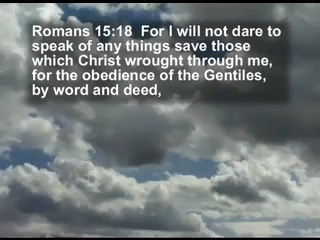 Romans 15:18  For I will not dare to
speak of any things save those
which Christ wrought through me,
for the obedience of the Gentiles,
by word and deed,